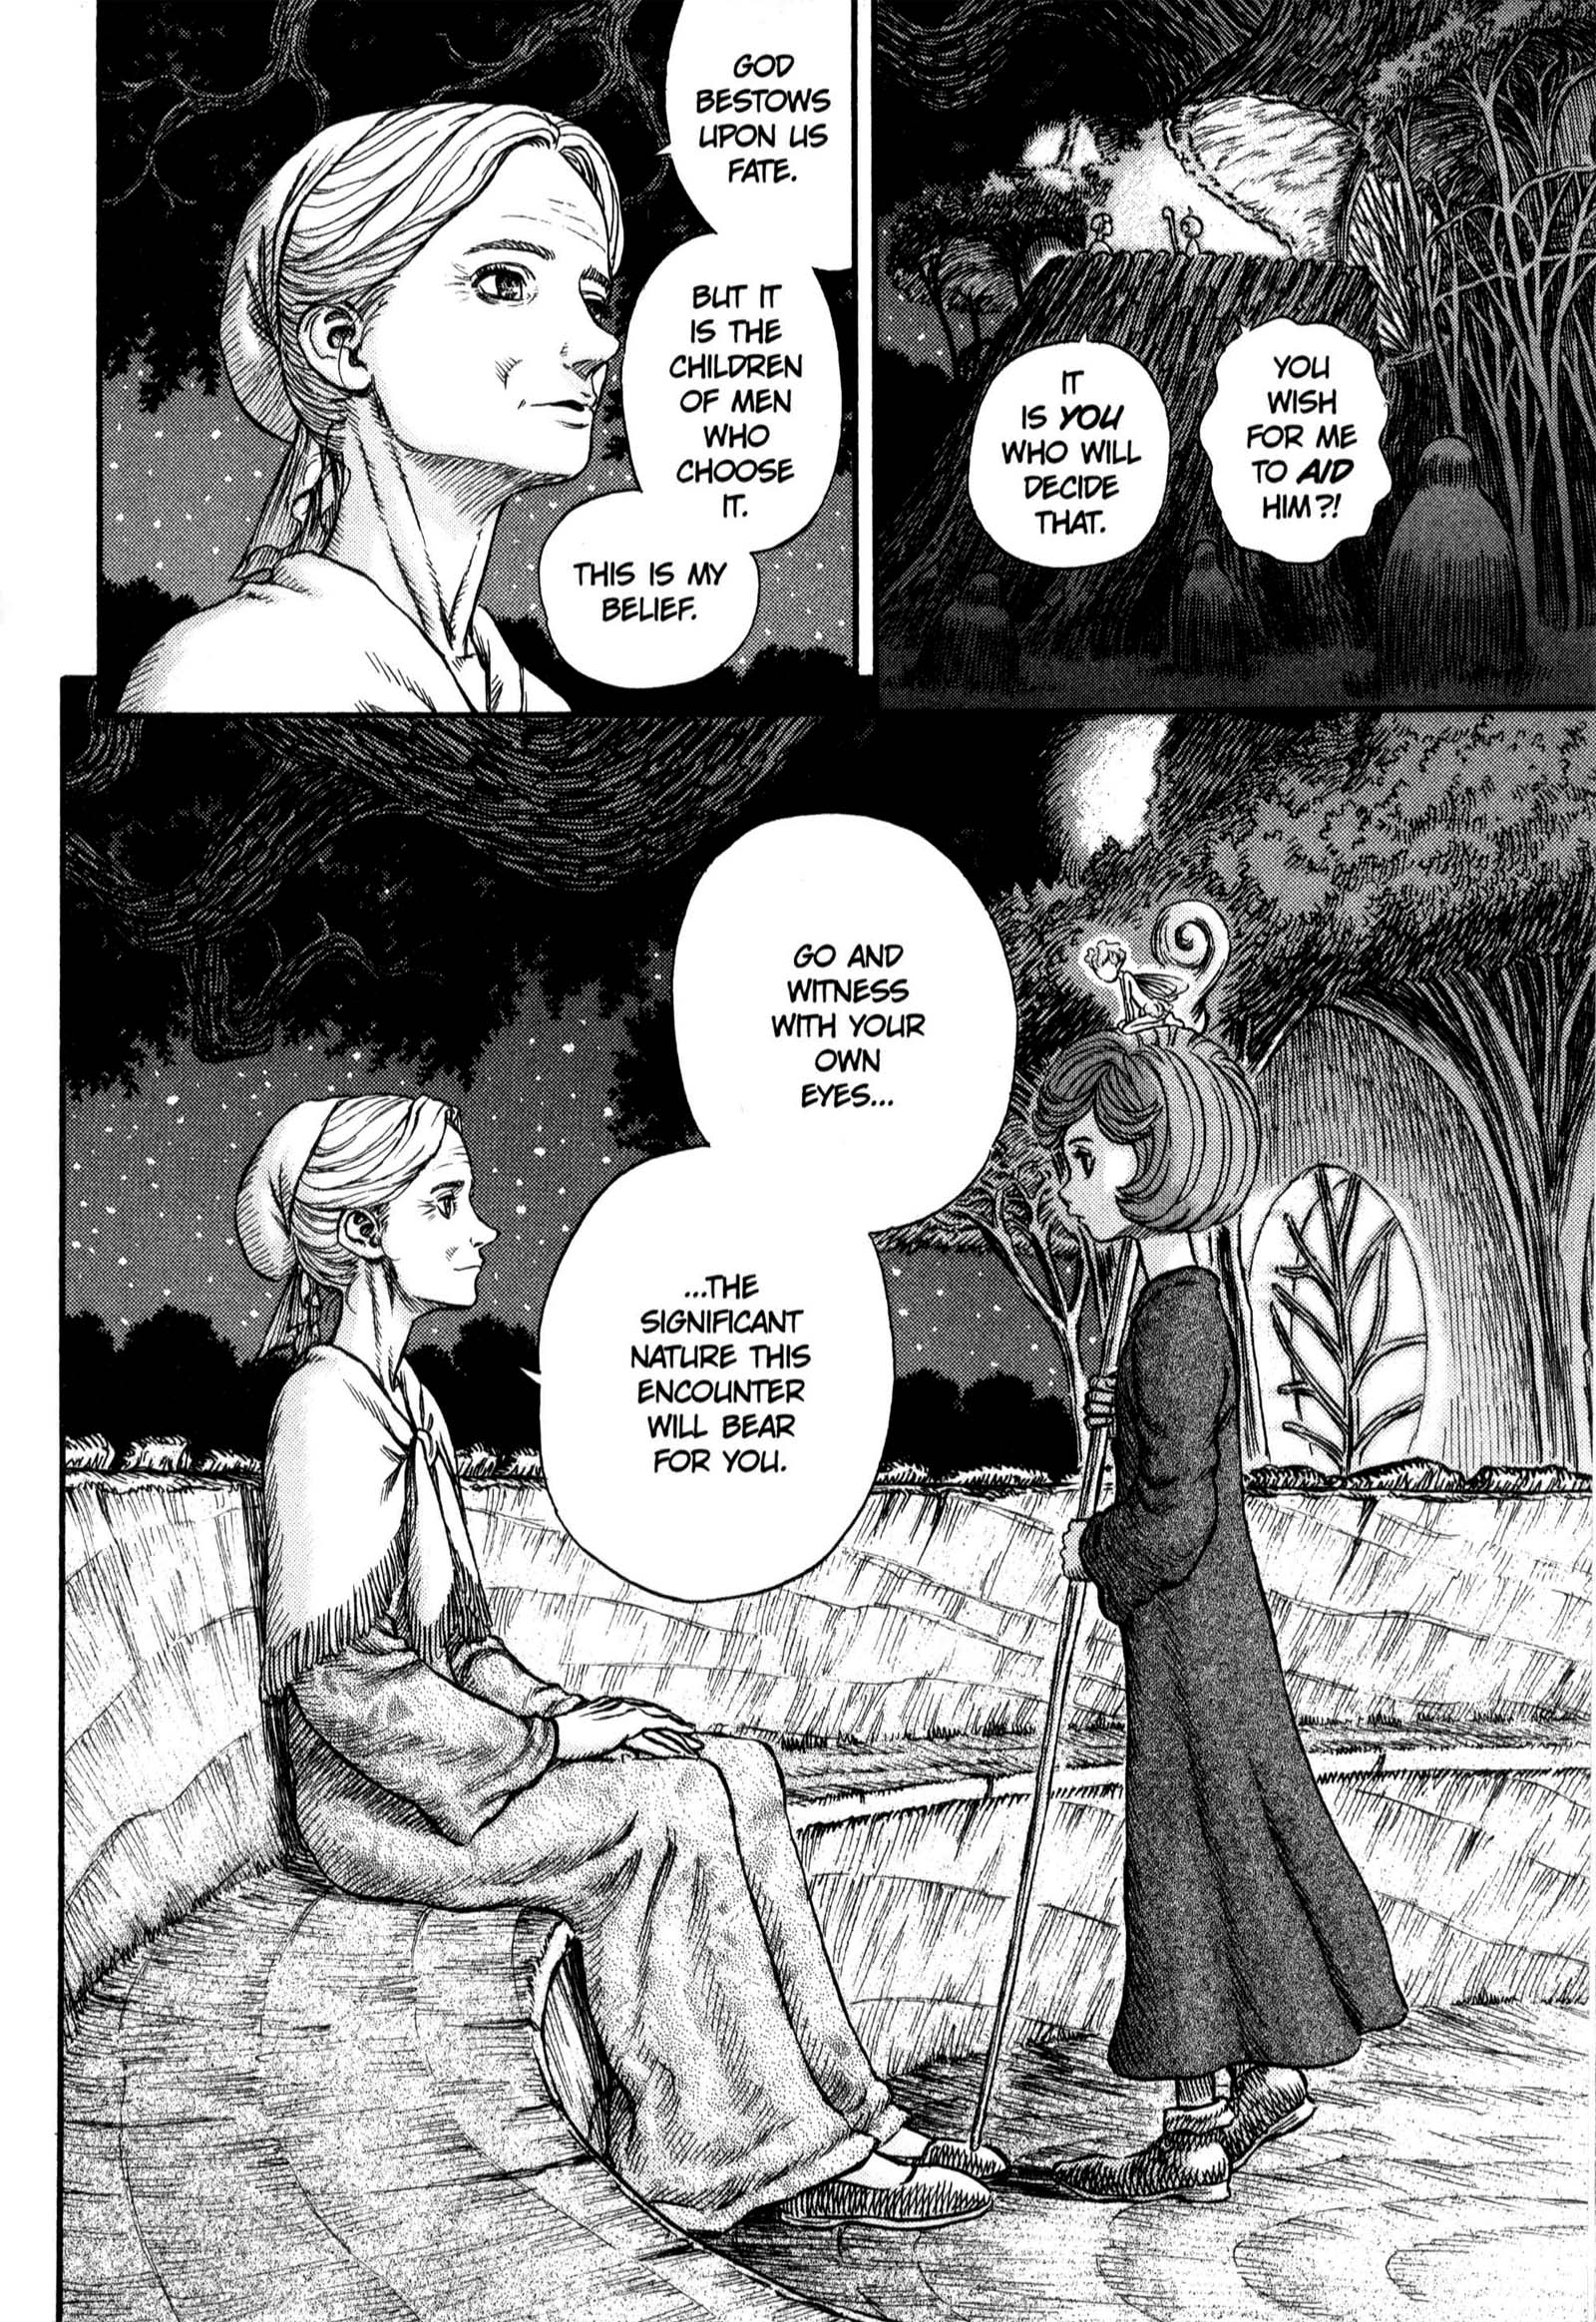 YOU
WISH
FOR ME
TO AID
HIM?!
IT
IS YOU
WHO WILL
DECIDE
THAT.
GOD
BESTOWS
UPON US
FATE.
BUT IT
IS THE
CHILDREN
OF MEN
WHO
CHOOSE
IT.
THIS IS MY
BELIEF.
GO AND
WITNESS
WITH YOUR
OWN
EYES...
...THE
SIGNIFICANT
NATURE THIS
ENCOUNTER
WILL BEAR
FOR YOU.